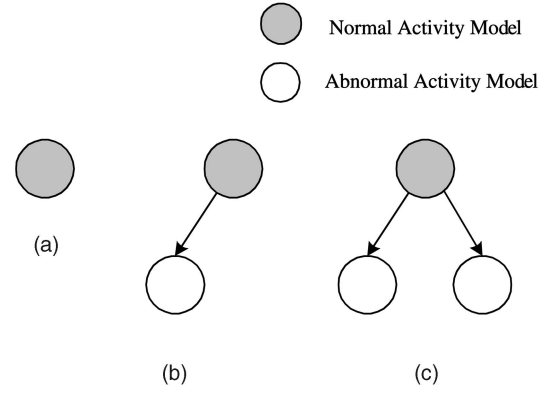 Normal Activity Model
Abnormal Activity Model
(a)
(b)
(c)